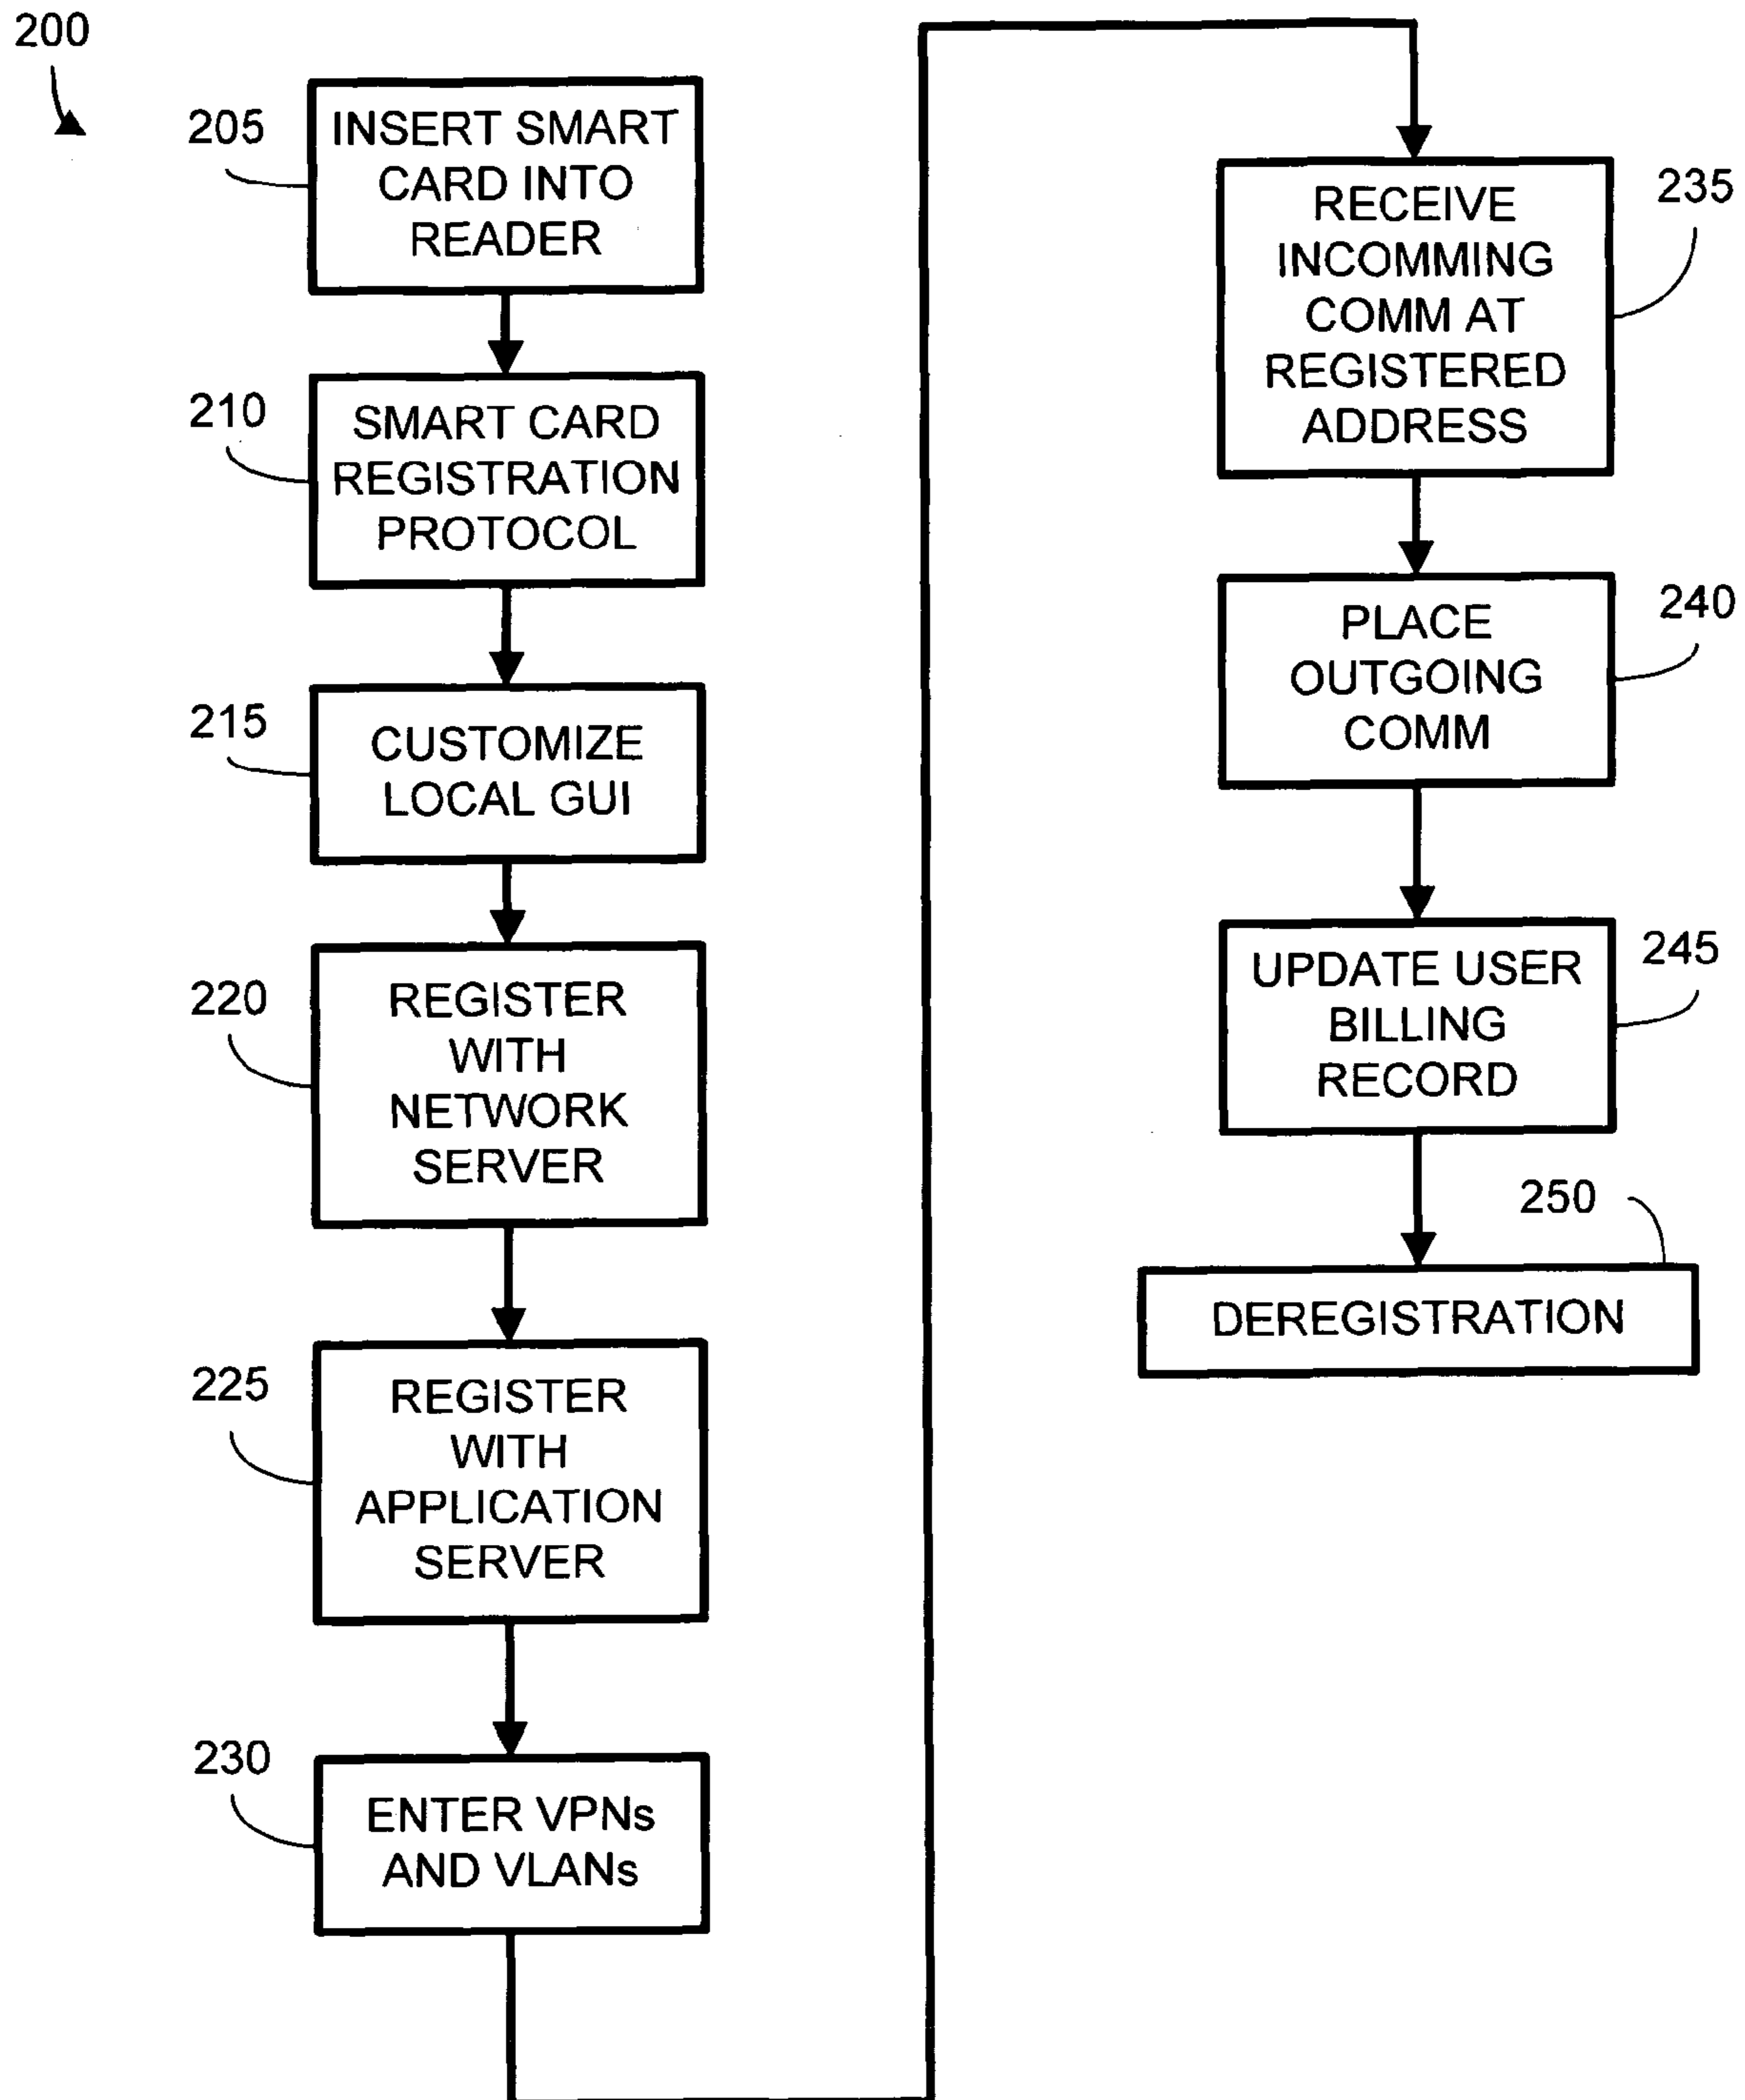 200
205
INSERT SMART
CARD INTO
READER
210
SMART CARD
REGISTRATION
PROTOCOL
215
CUSTOMIZE
LOCAL GUI
220
REGISTER
WITH
NETWORK
SERVER
225
REGISTER
WITH
APPLICATION
SERVER
230
ENTER VPNs
AND VLANs
235
RECEIVE
INCOMMING
COMM AT
REGISTERED
ADDRESS
240
PLACE
OUTGOING
COMM
245
UPDATE USER
BILLING
RECORD
250
DEREGISTRATION